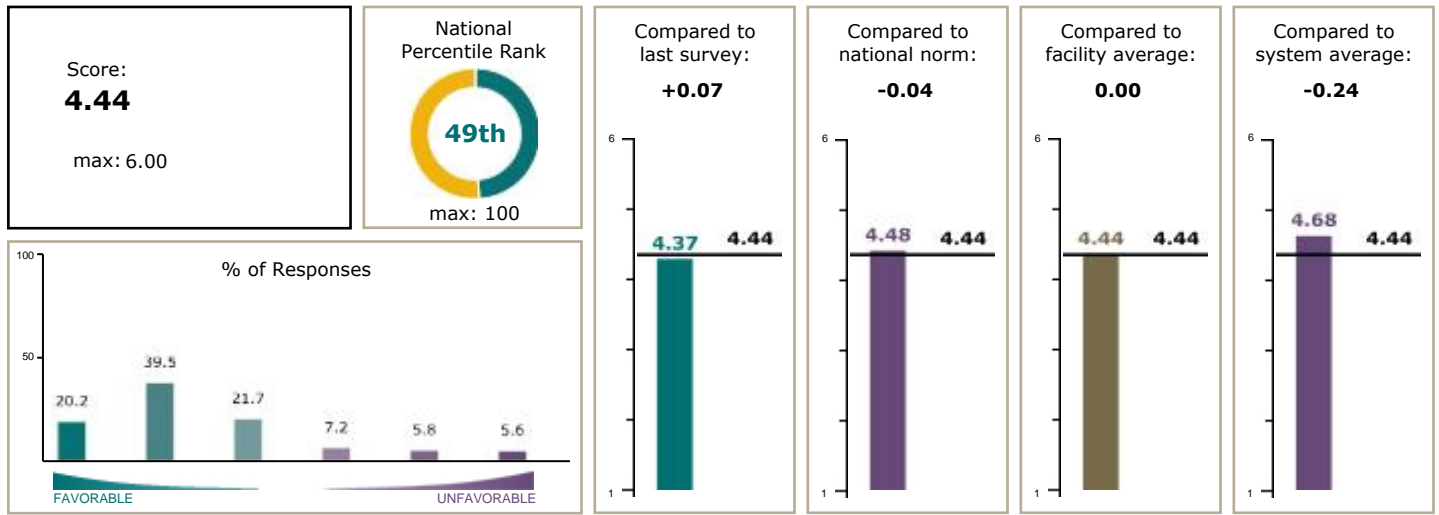 Score:
4.44
max: 6.00
National
Percentile Rank
49th
max: 100
% of Responses
100
50
20.2
39.5
21.7
7.2
5.8
5.6
FAVORABLE
UNFAVORABLE
Compared to
last survey:
+0.07
6
4.37 4.44
1
Compared to
national norm:
-0.04
6
4.48 4.44
1
Compared to
facility average:
0.00
6
4.44 4.44
1
Compared to
system average:
-0.24
6
4.68 4.44
1